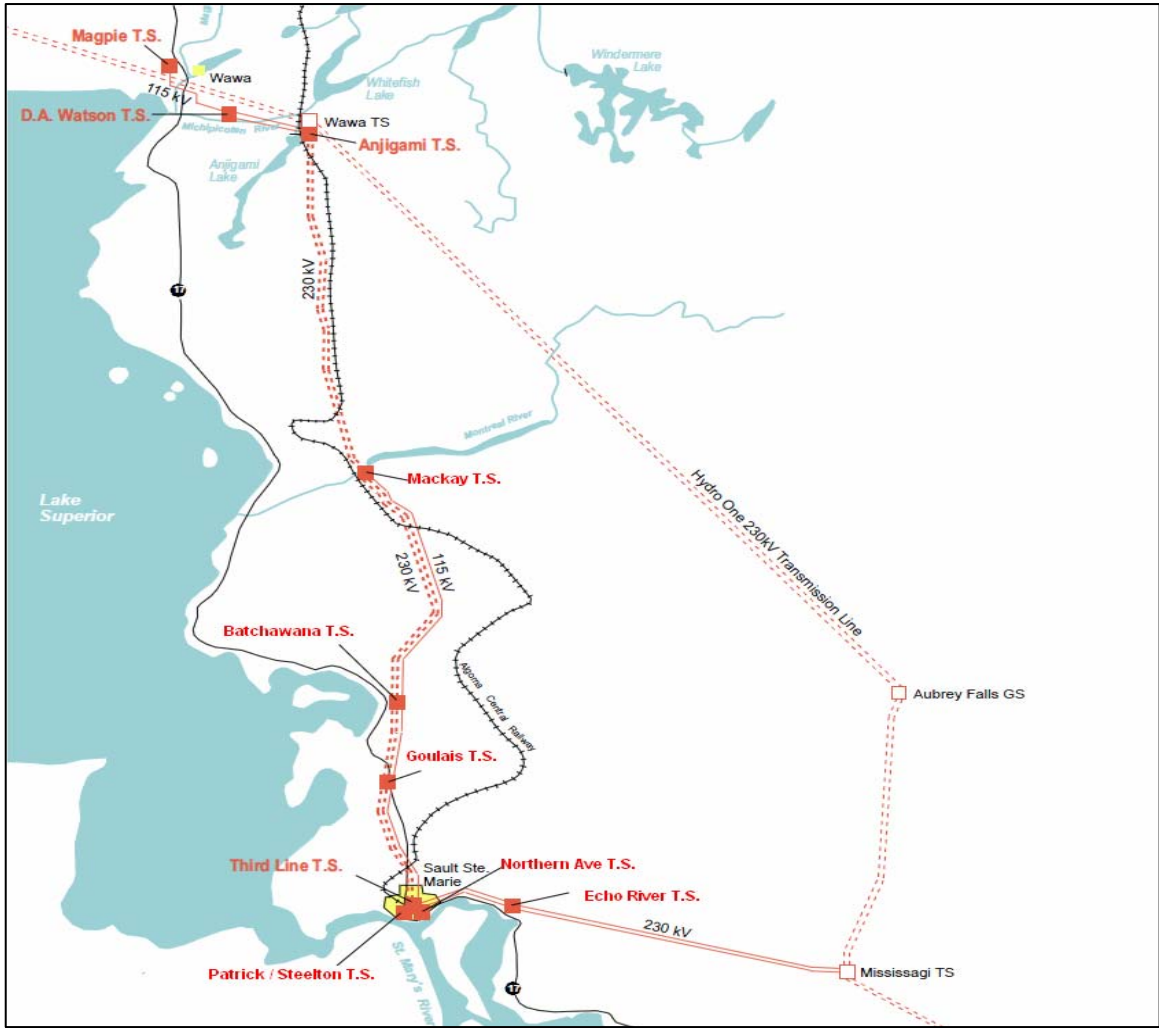 Mag
Magpie T.S.
Wawa
Windermere
Lake
115 kV
Whitefish
Lake
D.A. Watson T.S.
Michipicoten River
Wawa TS
Anjigami T.S.
Anjigami
Lake
230 kV
17
Montreal River
Mackay T.S.
Lake
Superior
Hydro One 230kV Transmission Line
115 kV
230 kV
Batchawana T.S.
Algoma Central Railway
Aubrey Falls GS
Goulais T.S.
Third Line T.S.
Sault Ste.
Marie
Northern Ave T.S.
Echo River T.S.
230 kV
Patrick / Steelton T.S.
St. Mary's River
Mississagi TS
17